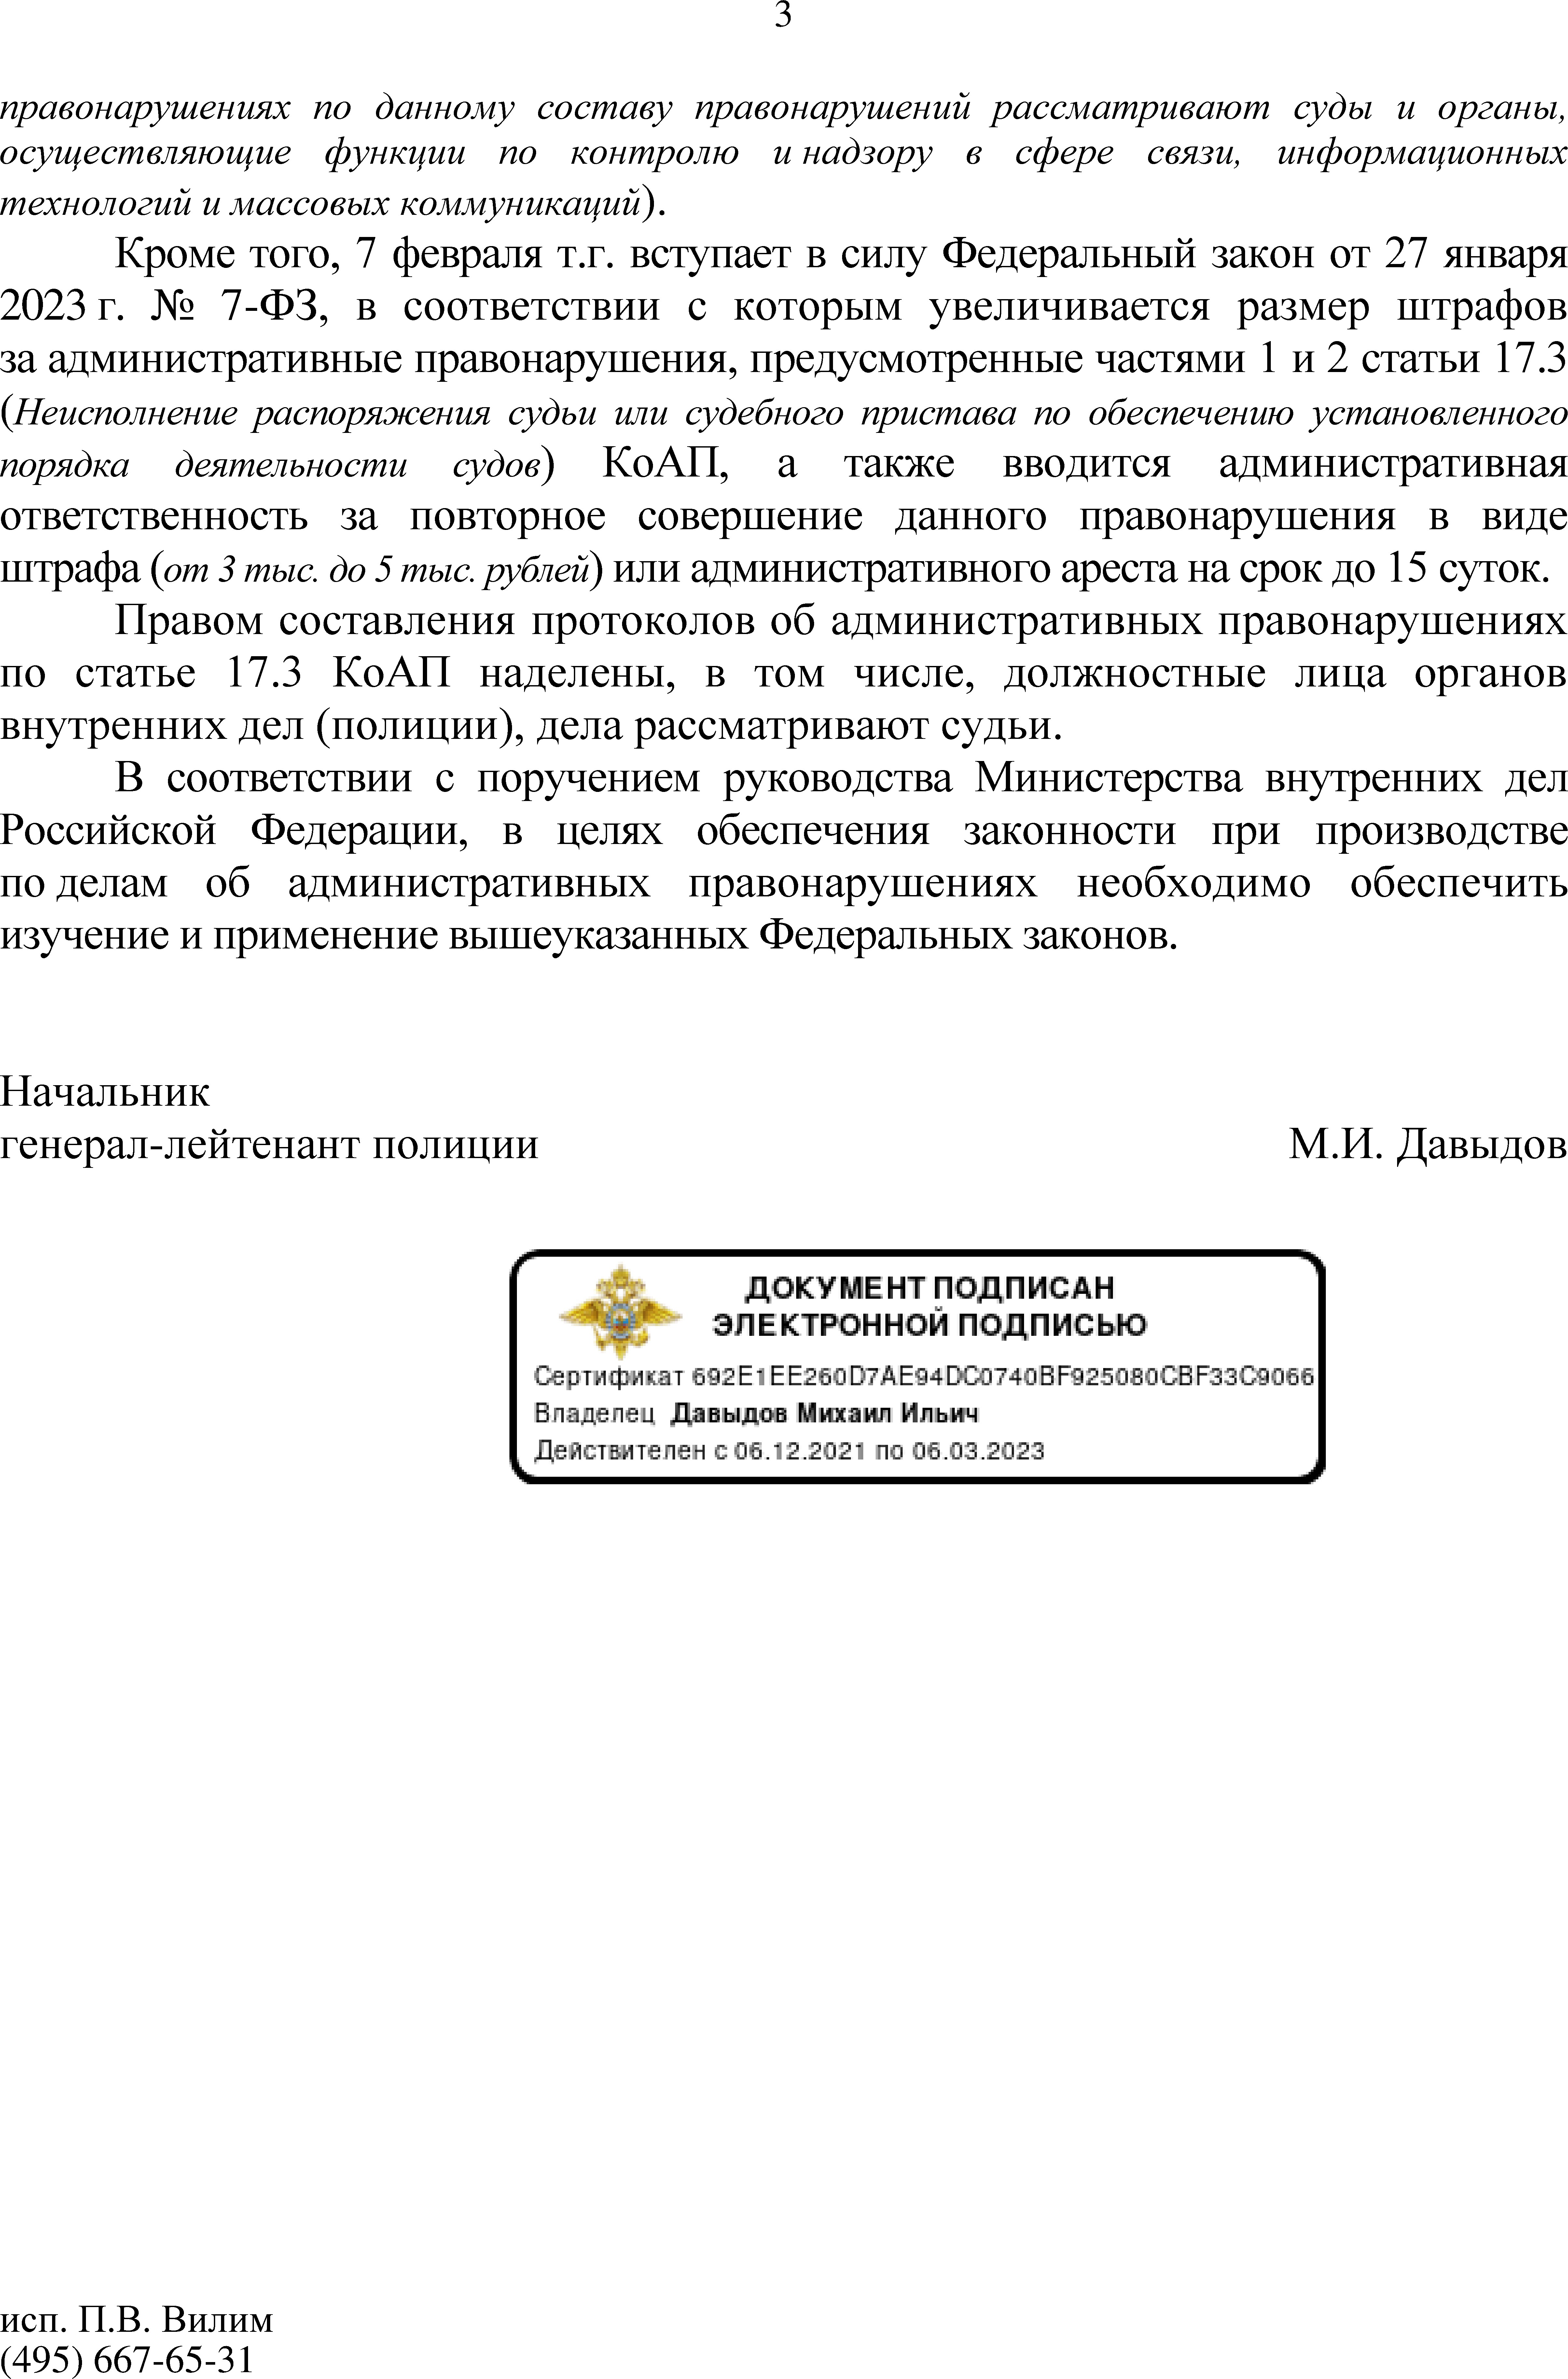 3
правонарушениях по данному составу правонарушений рассматривают суды и органы,
осуществляющие функции по контролю и надзору в сфере связи, информационных
технологий и массовых коммуникаций).
Кроме того, 7 февраля т.г. вступает в силу Федеральный закон от 27 января
2023 г. № 7-ФЗ, в соответствии с которым увеличивается размер штрафов
за административные правонарушения, предусмотренные частями 1 и 2 статьи 17.3
(Неисполнение распоряжения судьи или судебного пристава по обеспечению установленного
порядка деятельности судов) КоАП, а также вводится административная
ответственность за повторное совершение данного правонарушения в виде
штрафа (от 3 тыс. до 5 тыс. рублей) или административного ареста на срок до 15 суток.
Правом составления протоколов об административных правонарушениях
по статье 17.3 КоАП наделены, в том числе, должностные лица органов
внутренних дел (полиции), дела рассматривают судьи.
В соответствии с поручением руководства Министерства внутренних дел
Российской Федерации, в целях обеспечения законности при производстве
по делам об административных правонарушениях необходимо обеспечить
изучение и применение вышеуказанных Федеральных законов.
Начальник
генерал-лейтенант полиции М.И. Давыдов
ДОКУМЕНТ ПОДПИСАН
ЭЛЕКТРОННОЙ ПОДПИСЬЮ
Сертификат 692E1EE260D7AE94DC0740BF925080CBF33C9066
Владелец Давыдов Михаил Ильич
Действителен с 06.12.2021 по 06.03.2023
исп. П.В. Вилим
(495) 667-65-31